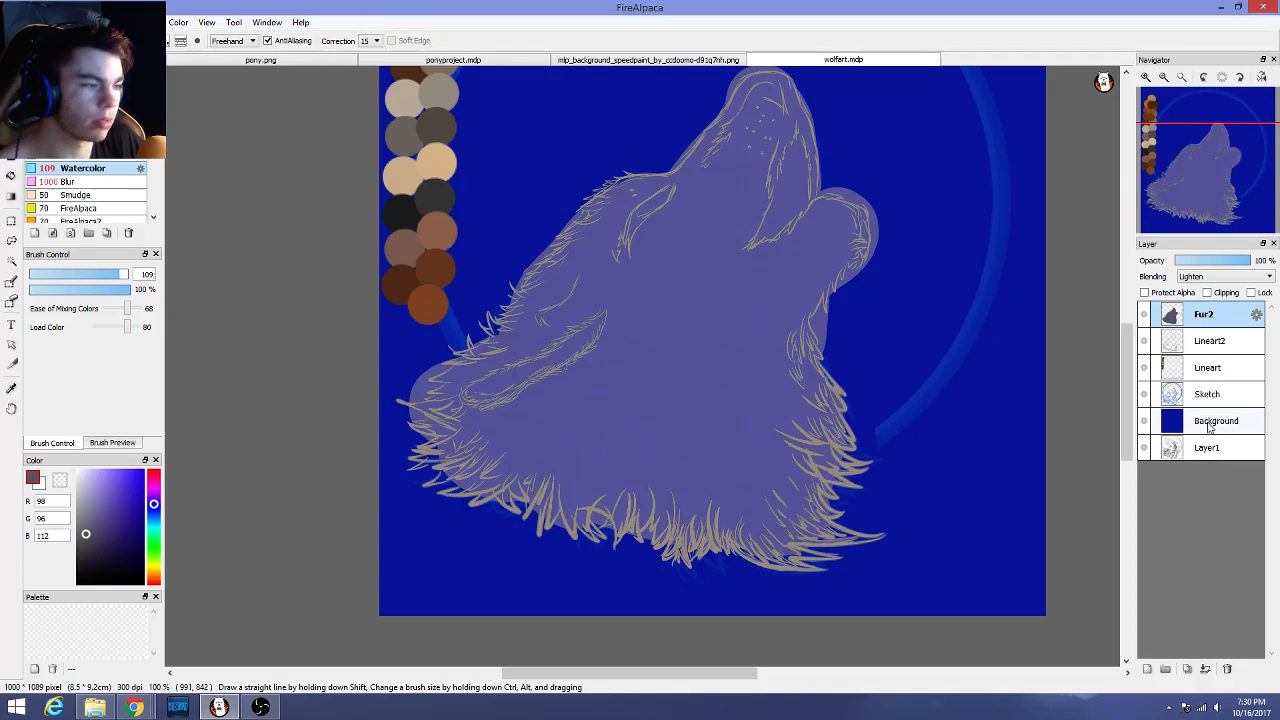 FireAlpaca
Color View Tool Window Help
Freehand AntiAliasing Correction 15 Soft Edge
pony.png ponyproject.mdp mlp_background_speedpaint_by_ccdoomo-d91q7hh.png wolfart.mdp
Navigator
109 Watercolor
1000 Blur
50 Smudge
70 FireAlpaca
70 FireAlpaca2
Brush Control
109
100 %
Ease of Mixing Colors 68
Load Color 80
Brush Control Brush Preview
Color
R 98
G 96
B 112
Palette
---
Layer
Opacity 100 %
Blending Lighten
Protect Alpha Clipping Lock
Fur2
Lineart2
Lineart
Sketch
Background
Layer1
1000 * 1089 pixel (8.5 * 9.2cm) 300 dpi 100 % ( 891, 842 ) Draw a straight line by holding down Shift, Change a brush size by holding down Ctrl, Alt, and dragging
7:30 PM
10/16/2017